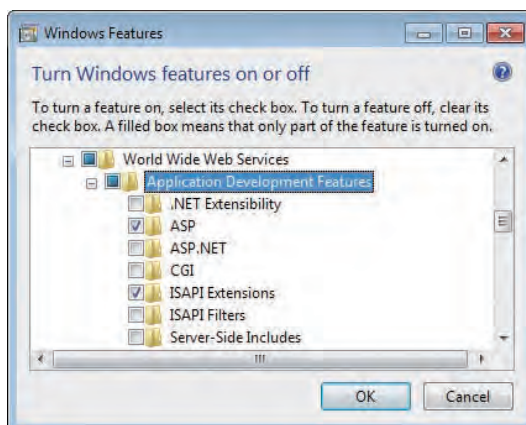 Windows Features
Turn Windows features on or off
To turn a feature on, select its check box. To turn a feature off, clear its
check box. A filled box means that only part of the feature is turned on.
World Wide Web Services
Application Development Features
.NET Extensibility
ASP
ASP.NET
CGI
ISAPI Extensions
ISAPI Filters
Server-Side Includes
OK Cancel